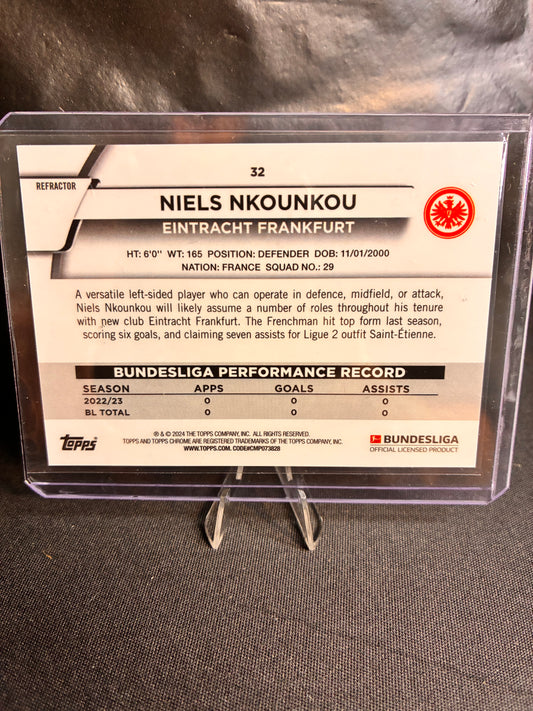 32
REFRACTOR
NIELS NKOUNKOU
EINTRACHT FRANKFURT
HT: 6'0" WT: 165 POSITION: DEFENDER DOB: 11/01/2000
NATION: FRANCE SQUAD NO.: 29
A versatile left-sided player who can operate in defence, midfield, or attack,
Niels Nkounkou will likely assume a number of roles throughout his tenure
with new club Eintracht Frankfurt. The Frenchman hit top form last season,
scoring six goals, and claiming seven assists for Ligue 2 outfit Saint-Étienne.
BUNDESLIGA PERFORMANCE RECORD
SEASON APPS GOALS ASSISTS
2022/23 0 0 0
BL TOTAL 0 0 0
topps
® & © 2024 THE TOPPS COMPANY, INC. ALL RIGHTS RESERVED.
TOPPS AND TOPPS CHROME ARE REGISTERED TRADEMARKS OF THE TOPPS COMPANY, INC.
WWW.TOPPS.COM. CODE#CMP073828
BUNDESLIGA
OFFICIAL LICENSED PRODUCT